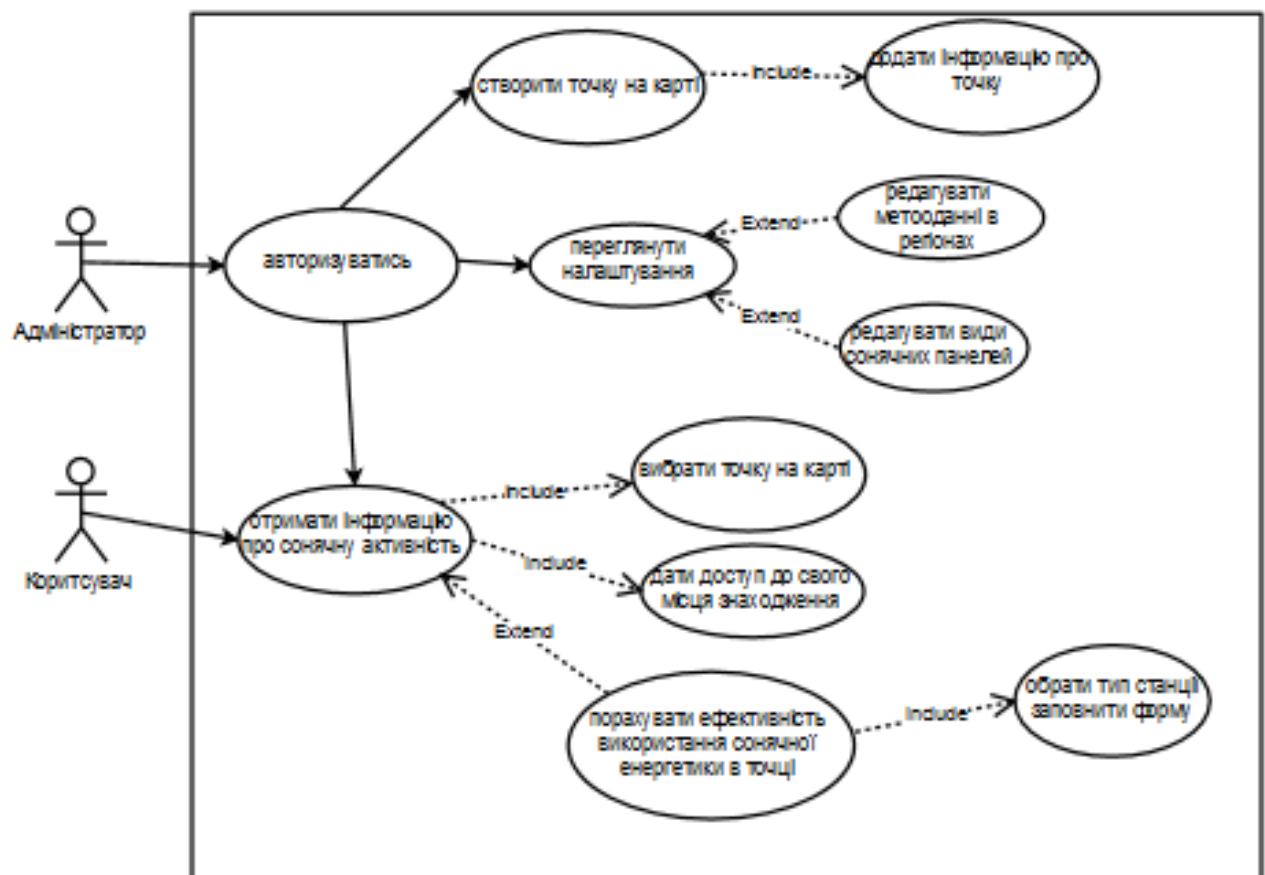 створити точку на карті
Include
додати інформацію про
точку
редагувати
метооданні в
регіонах
Extend
авторизуватись
переглянути
налаштування
Адміністратор
Extend
редагувати види
сонячних панелей
вибрати точку на карті
Include
отримати інформацію
про сонячну активність
Include
дати доступ до свого
місця знаходження
Коритсувач
Extend
обрати тип станції
заповнити форму
Include
порахувати ефективність
використання сонячної
енергетики в точці